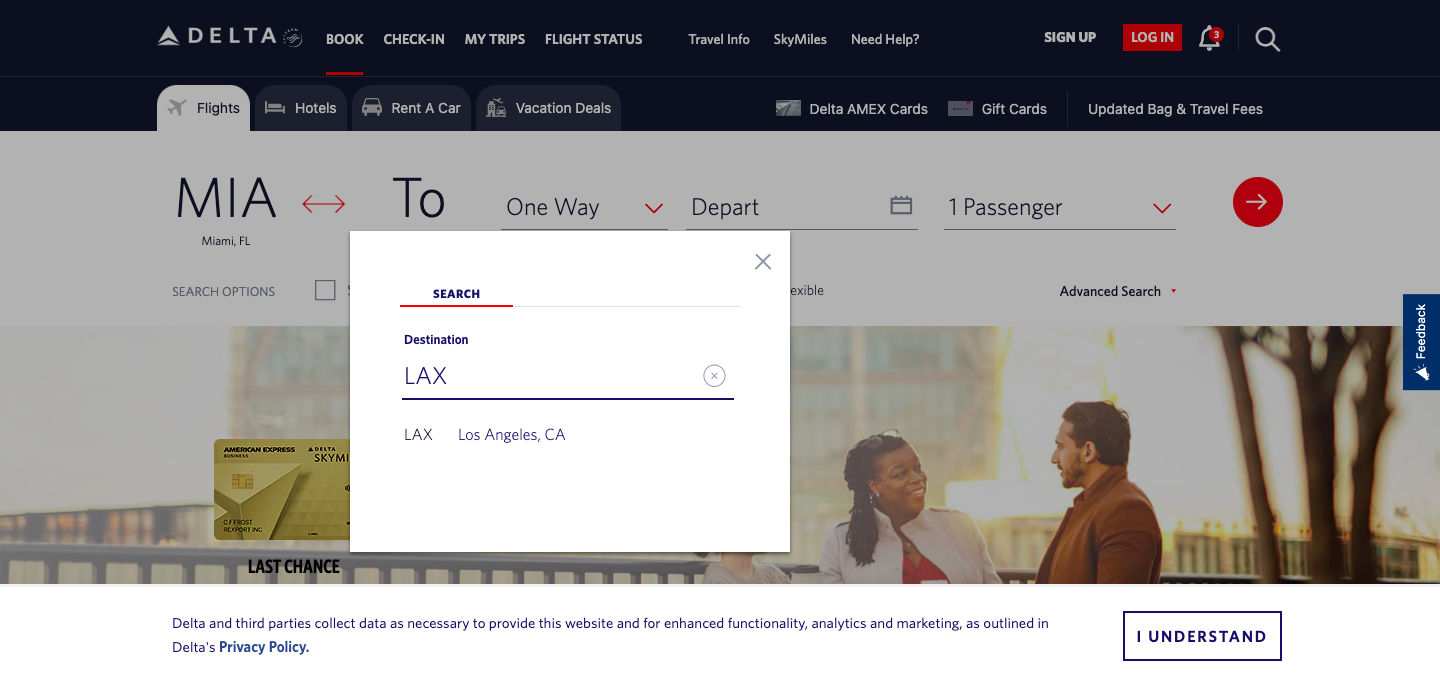 DELTA
BOOK
CHECK-IN
MY TRIPS
FLIGHT STATUS
Travel Info
SkyMiles
Need Help?
SIGN UP
LOG IN
3
Flights
Hotels
Rent A Car
Vacation Deals
Delta AMEX Cards
Gift Cards
Updated Bag & Travel Fees
MIA
Miami, FL
To
One Way
Depart
1 Passenger
SEARCH OPTIONS
Advanced Search
SEARCH
Destination
LAX
LAX Los Angeles, CA
Feedback
AMERICAN EXPRESS
BUSINESS
DELTA
SKYMI
C F FROST
REXPORT INC
LAST CHANCE
Delta and third parties collect data as necessary to provide this website and for enhanced functionality, analytics and marketing, as outlined in
Delta's Privacy Policy.
I UNDERSTAND